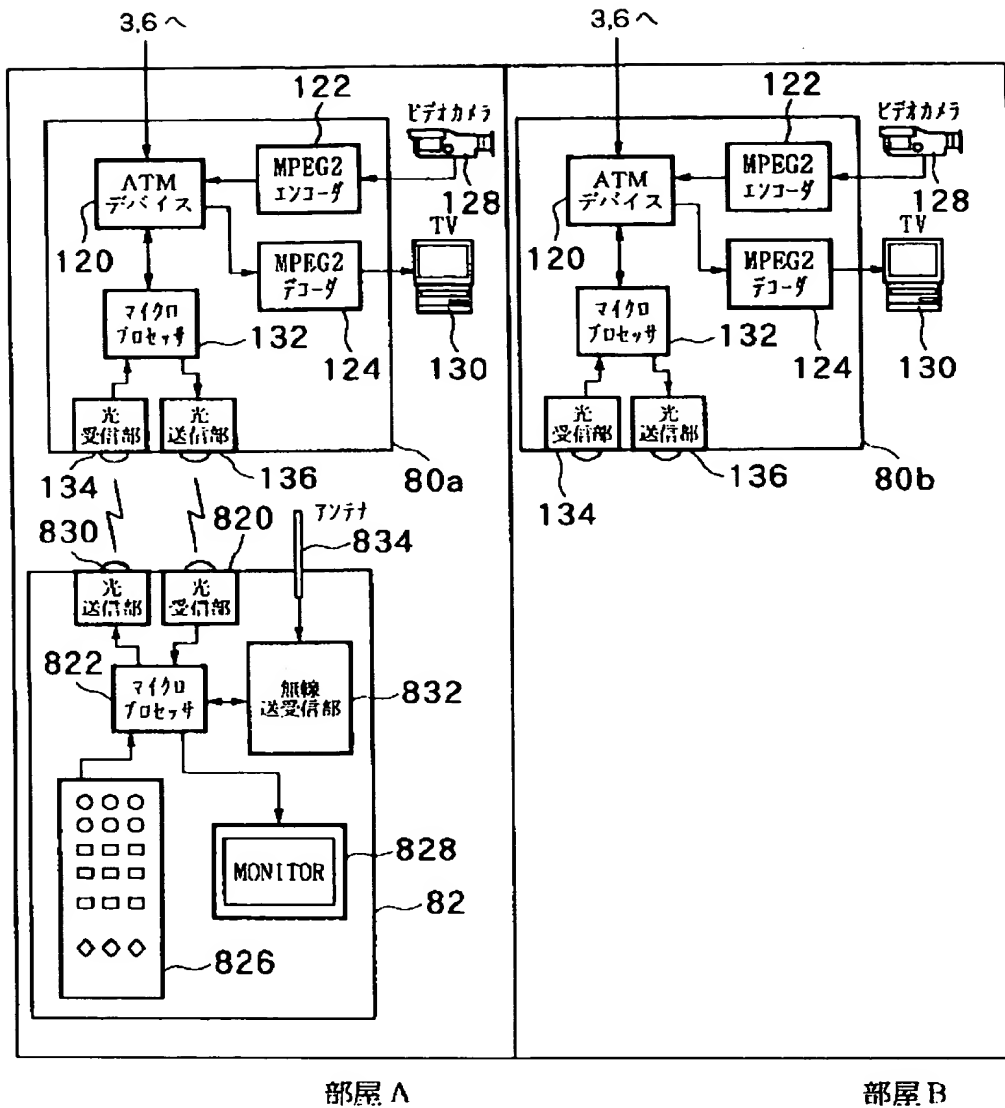 3,6へ
3,6へ
122
ビデオカメラ
128
ATM
デバイス
MPEG2
エンコーダ
120
TV
MPEG2
デコーダ
マイクロ
プロセッサ
132
124
130
光
受信部
光
送信部
134
136
80a
122
ビデオカメラ
128
ATM
デバイス
MPEG2
エンコーダ
120
TV
MPEG2
デコーダ
マイクロ
プロセッサ
132
124
130
光
受信部
光
送信部
134
136
80b
830
820
アンテナ
834
光
送信部
光
受信部
822
マイクロ
プロセッサ
無線
送受信部
832
MONITOR
828
82
826
部屋A
部屋B